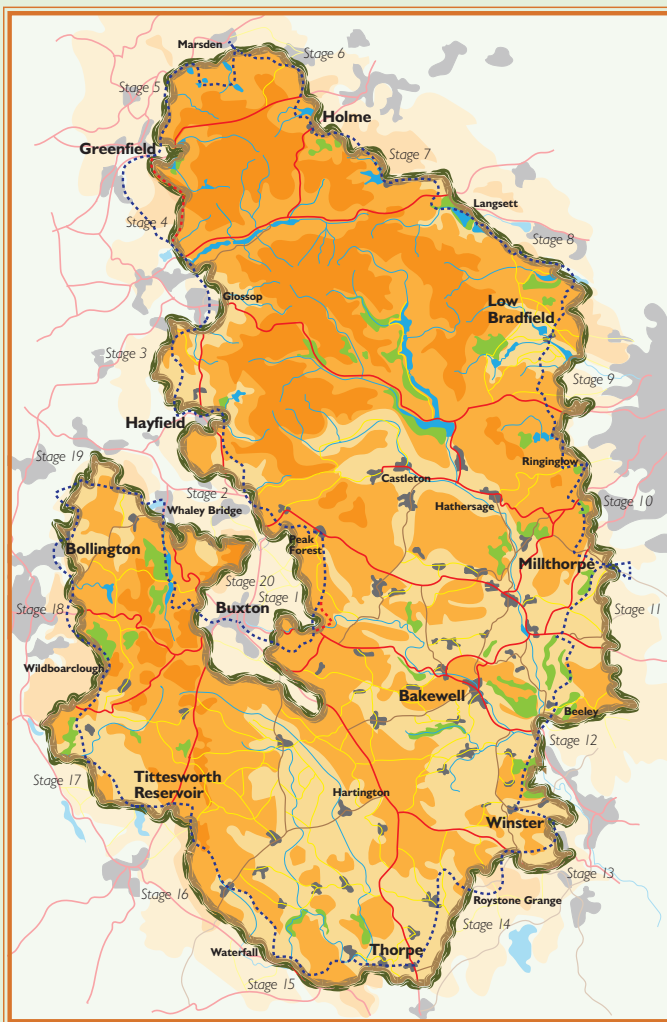 Marsden
Stage 6
Stage 5
Holme
Greenfield
Stage 7
Langsett
Stage 4
Stage 8
Glossop
Low
Bradfield
Stage 3
Stage 9
Hayfield
Stage 19
Ringinglow
Castleton
Stage 2
Hathersage
Stage 10
Whaley Bridge
Peak
Forest
Bollington
Millthorpe
Stage 20
Stage 1
Buxton
Stage 18
Stage 11
Wildboarclough
Bakewell
Beeley
Stage 12
Stage 17
Tittesworth
Reservoir
Hartington
Winster
Stage 13
Stage 16
Roystone Grange
Stage 14
Waterfall
Thorpe
Stage 15